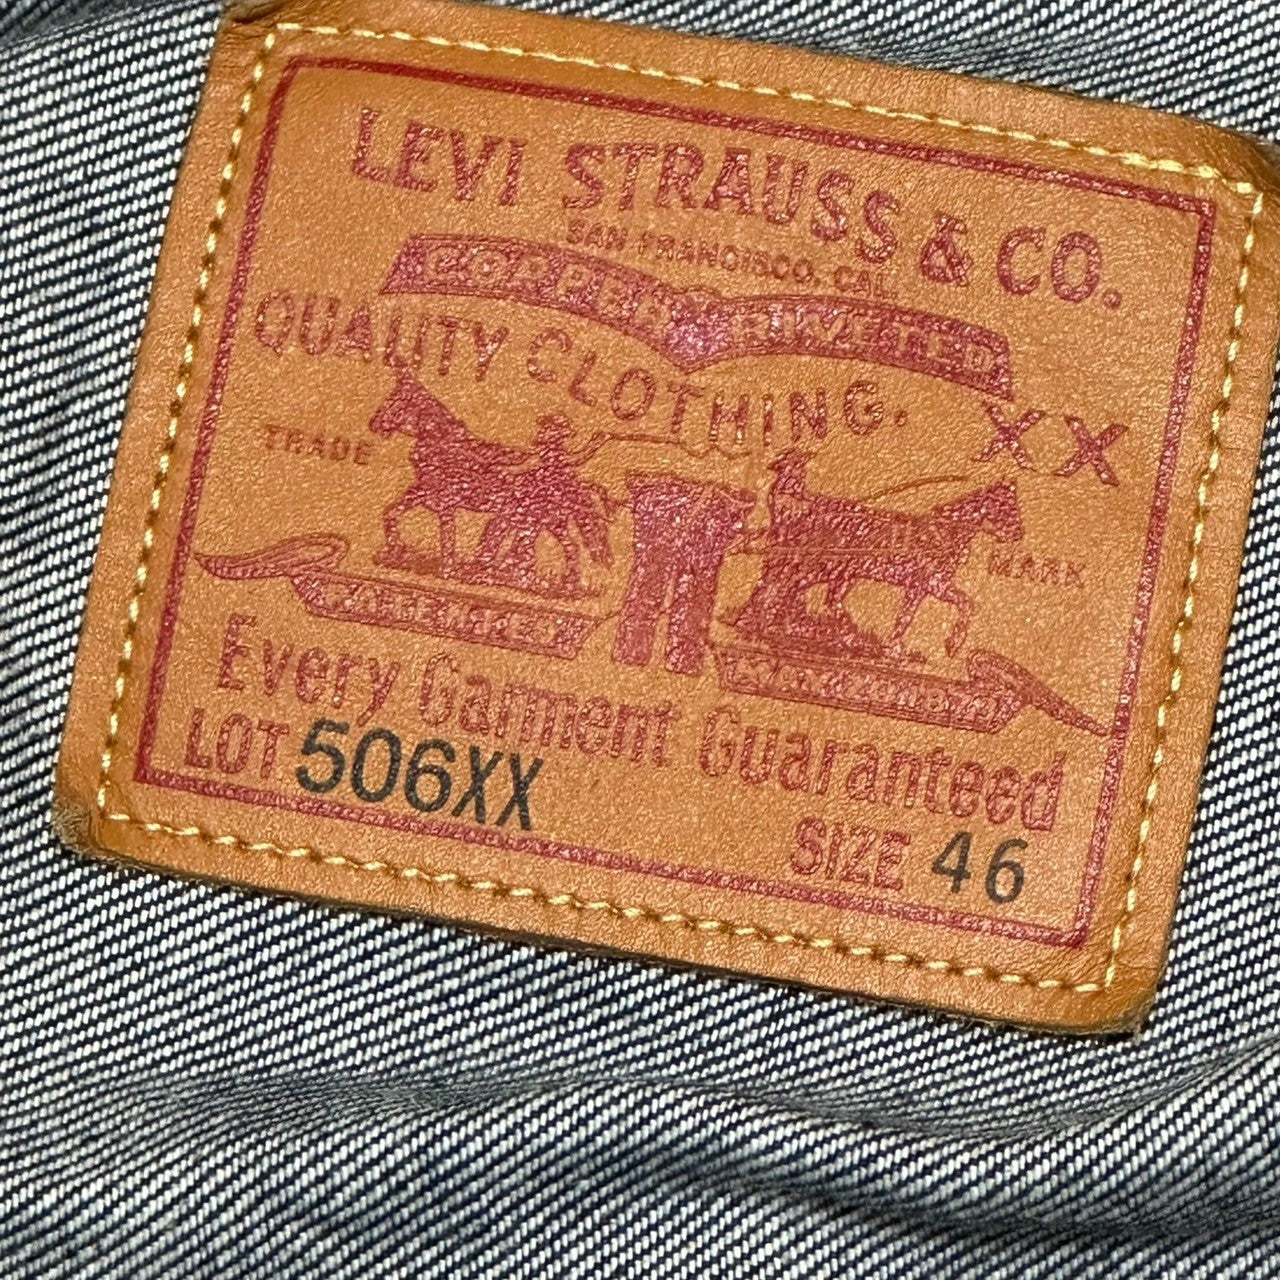 LEVI STRAUSS & CO.
SAN FRANCISCO, CAL.
COPPER RIVETED
QUALITY CLOTHING.
XX
TRADE
MARK
Every Garment Guaranteed
LOT 506XX
SIZE 46